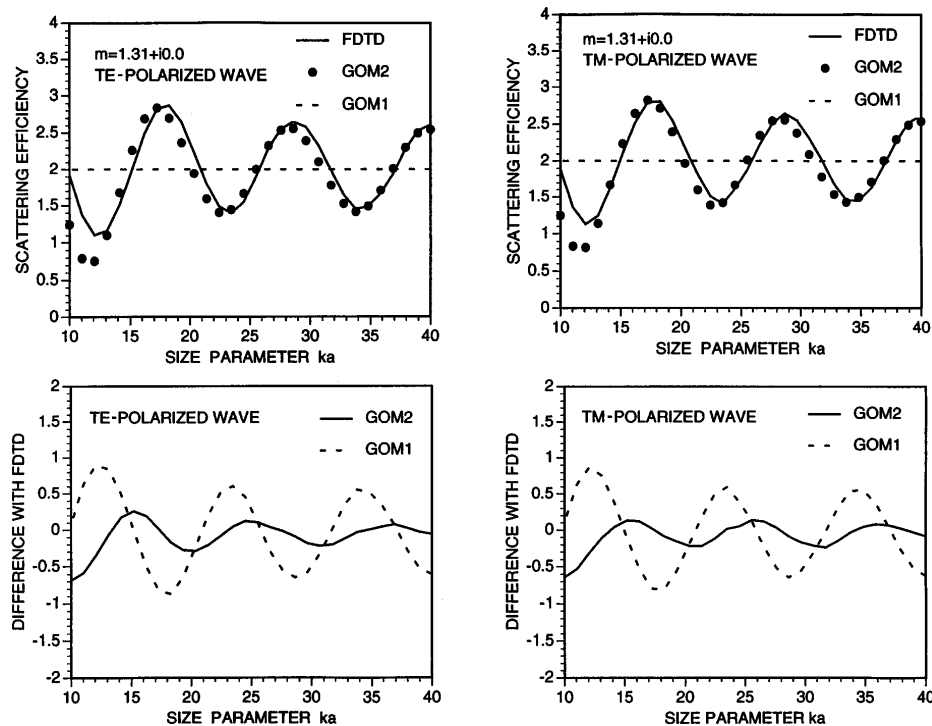 4
3.5
3
2.5
2
1.5
1
0.5
0
SCATTERING EFFICIENCY
m=1.31+i0.0
TE-POLARIZED WAVE
FDTD
GOM2
GOM1
10 15 20 25 30 35 40
SIZE PARAMETER ka
4
3.5
3
2.5
2
1.5
1
0.5
0
SCATTERING EFFICIENCY
m=1.31+i0.0
TM-POLARIZED WAVE
FDTD
GOM2
GOM1
10 15 20 25 30 35 40
SIZE PARAMETER ka
2
1.5
1
0.5
0
-0.5
-1
-1.5
-2
DIFFERENCE WITH FDTD
TE-POLARIZED WAVE
GOM2
GOM1
10 15 20 25 30 35 40
SIZE PARAMETER ka
2
1.5
1
0.5
0
-0.5
-1
-1.5
-2
DIFFERENCE WITH FDTD
TM-POLARIZED WAVE
GOM2
GOM1
10 15 20 25 30 35 40
SIZE PARAMETER ka